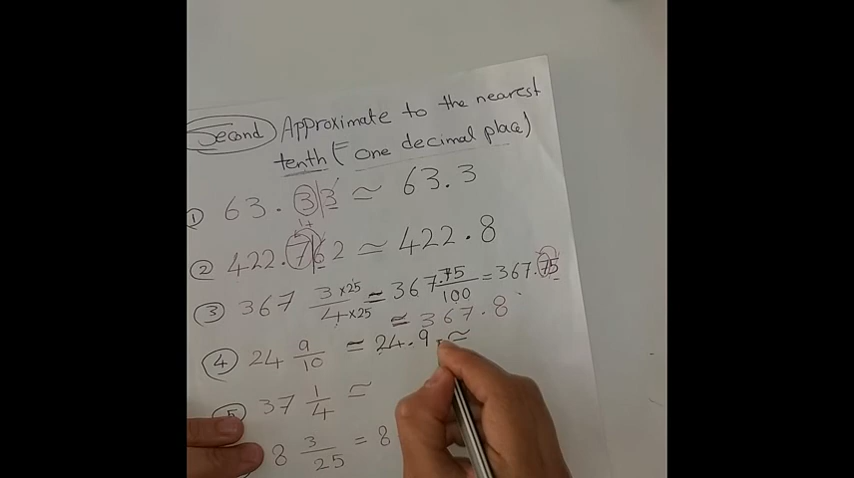 Second Approximate to the nearest
tenth (= one decimal place)
① 63.33 ≃ 63.3
1+
② 422.762 ≃ 422.8
③ 367 3/4 ×25 ×25 = 367 75/100 = 367.75
≃ 367.8
④ 24 9/10 = 24.9 ≃
⑤ 37 1/4 ≃
8 3/25 = 8